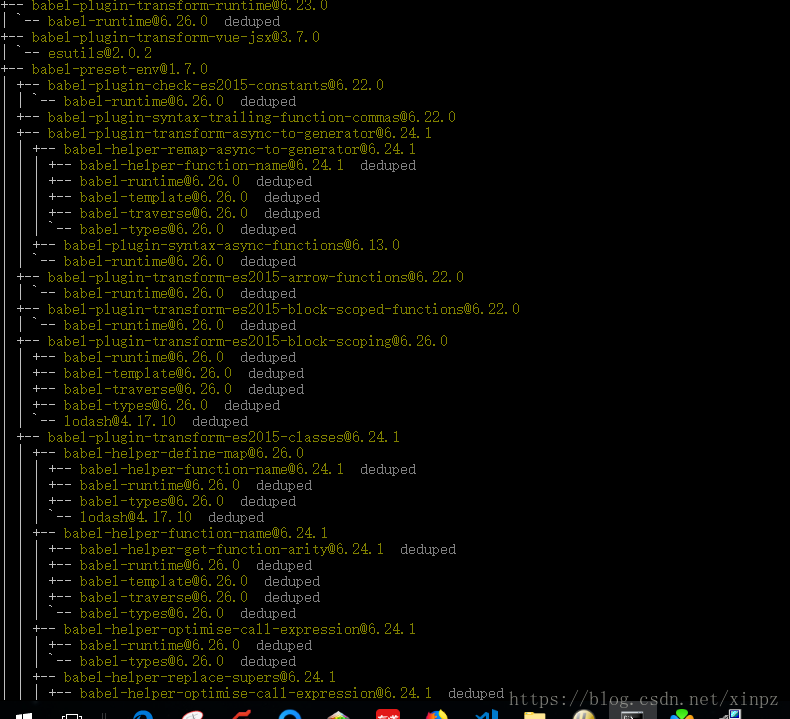 +-- babel-plugin-transform-runtime@6.23.0
| `-- babel-runtime@6.26.0  deduped
+-- babel-plugin-transform-vue-jsx@3.7.0
| `-- esutils@2.0.2
+-- babel-preset-env@1.7.0
| +-- babel-plugin-check-es2015-constants@6.22.0
| | `-- babel-runtime@6.26.0  deduped
| +-- babel-plugin-syntax-trailing-function-commas@6.22.0
| +-- babel-plugin-transform-async-to-generator@6.24.1
| | +-- babel-helper-remap-async-to-generator@6.24.1
| | | +-- babel-helper-function-name@6.24.1  deduped
| | | +-- babel-runtime@6.26.0  deduped
| | | +-- babel-template@6.26.0  deduped
| | | +-- babel-traverse@6.26.0  deduped
| | | `-- babel-types@6.26.0  deduped
| | +-- babel-plugin-syntax-async-functions@6.13.0
| | `-- babel-runtime@6.26.0  deduped
| +-- babel-plugin-transform-es2015-arrow-functions@6.22.0
| | `-- babel-runtime@6.26.0  deduped
| +-- babel-plugin-transform-es2015-block-scoped-functions@6.22.0
| | `-- babel-runtime@6.26.0  deduped
| +-- babel-plugin-transform-es2015-block-scoping@6.26.0
| | +-- babel-runtime@6.26.0  deduped
| | +-- babel-template@6.26.0  deduped
| | +-- babel-traverse@6.26.0  deduped
| | +-- babel-types@6.26.0  deduped
| | `-- lodash@4.17.10  deduped
| +-- babel-plugin-transform-es2015-classes@6.24.1
| | +-- babel-helper-define-map@6.26.0
| | | +-- babel-helper-function-name@6.24.1  deduped
| | | +-- babel-runtime@6.26.0  deduped
| | | +-- babel-types@6.26.0  deduped
| | | `-- lodash@4.17.10  deduped
| | +-- babel-helper-function-name@6.24.1
| | | +-- babel-helper-get-function-arity@6.24.1  deduped
| | | +-- babel-runtime@6.26.0  deduped
| | | +-- babel-template@6.26.0  deduped
| | | +-- babel-traverse@6.26.0  deduped
| | | `-- babel-types@6.26.0  deduped
| | +-- babel-helper-optimise-call-expression@6.24.1
| | | +-- babel-runtime@6.26.0  deduped
| | | `-- babel-types@6.26.0  deduped
| | +-- babel-helper-replace-supers@6.24.1
| | | +-- babel-helper-optimise-call-expression@6.24.1  deduped
https://blog.csdn.net/xinpz